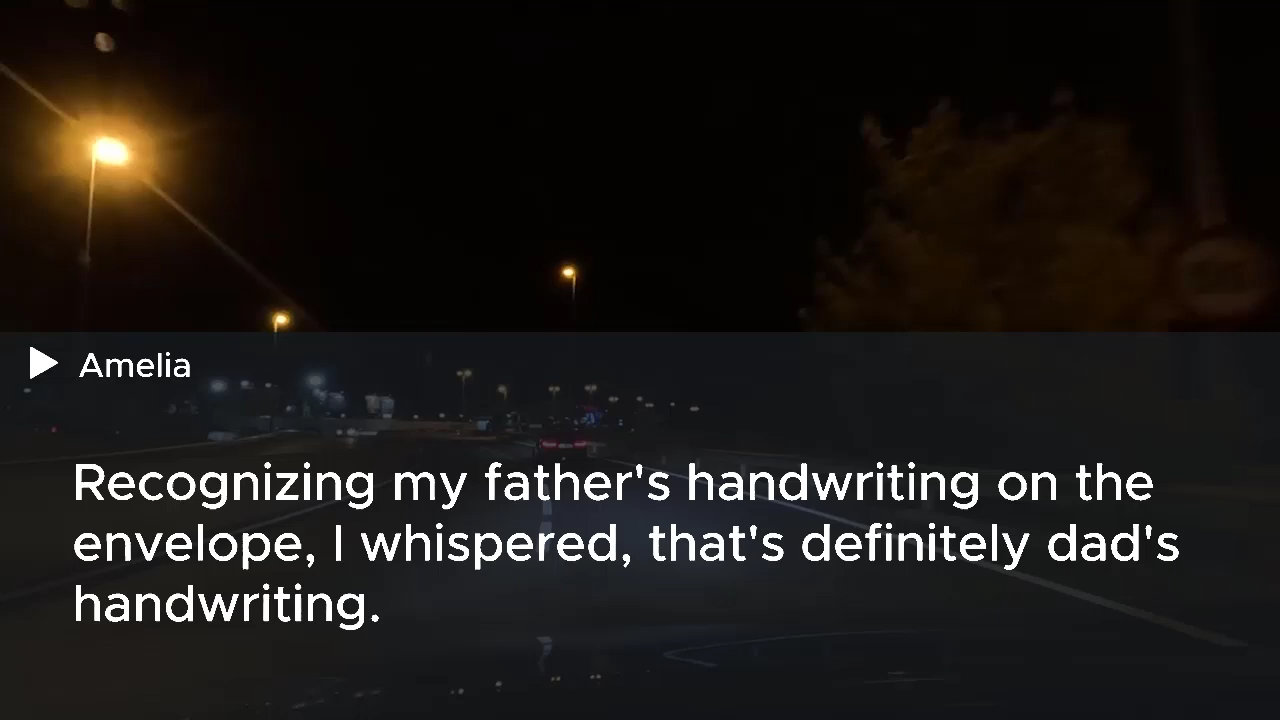 Amelia
Recognizing my father's handwriting on the
envelope, I whispered, that's definitely dad's
handwriting.